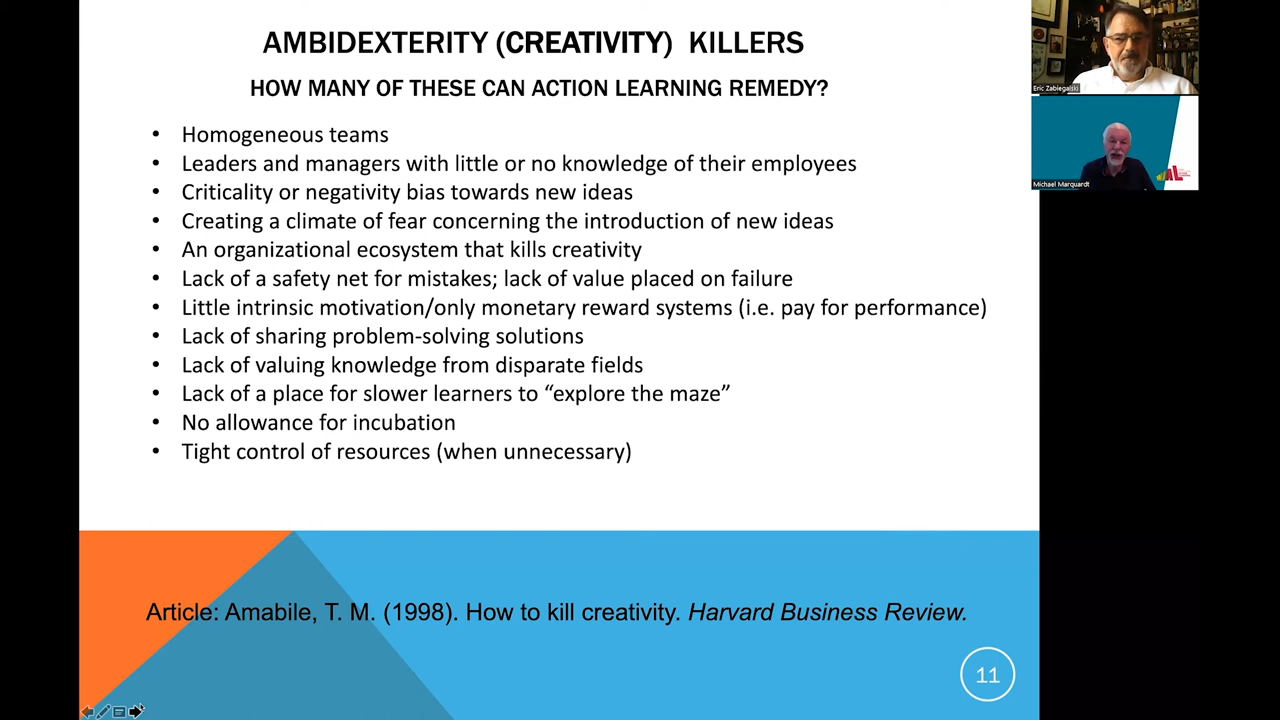 AMBIDEXTERITY (CREATIVITY) KILLERS
HOW MANY OF THESE CAN ACTION LEARNING REMEDY?
• Homogeneous teams
• Leaders and managers with little or no knowledge of their employees
• Criticality or negativity bias towards new ideas
• Creating a climate of fear concerning the introduction of new ideas
• An organizational ecosystem that kills creativity
• Lack of a safety net for mistakes; lack of value placed on failure
• Little intrinsic motivation/only monetary reward systems (i.e. pay for performance)
• Lack of sharing problem-solving solutions
• Lack of valuing knowledge from disparate fields
• Lack of a place for slower learners to “explore the maze”
• No allowance for incubation
• Tight control of resources (when unnecessary)
Article: Amabile, T. M. (1998). How to kill creativity. Harvard Business Review.
11
Eric Zabiegalski
Michael Marquardt